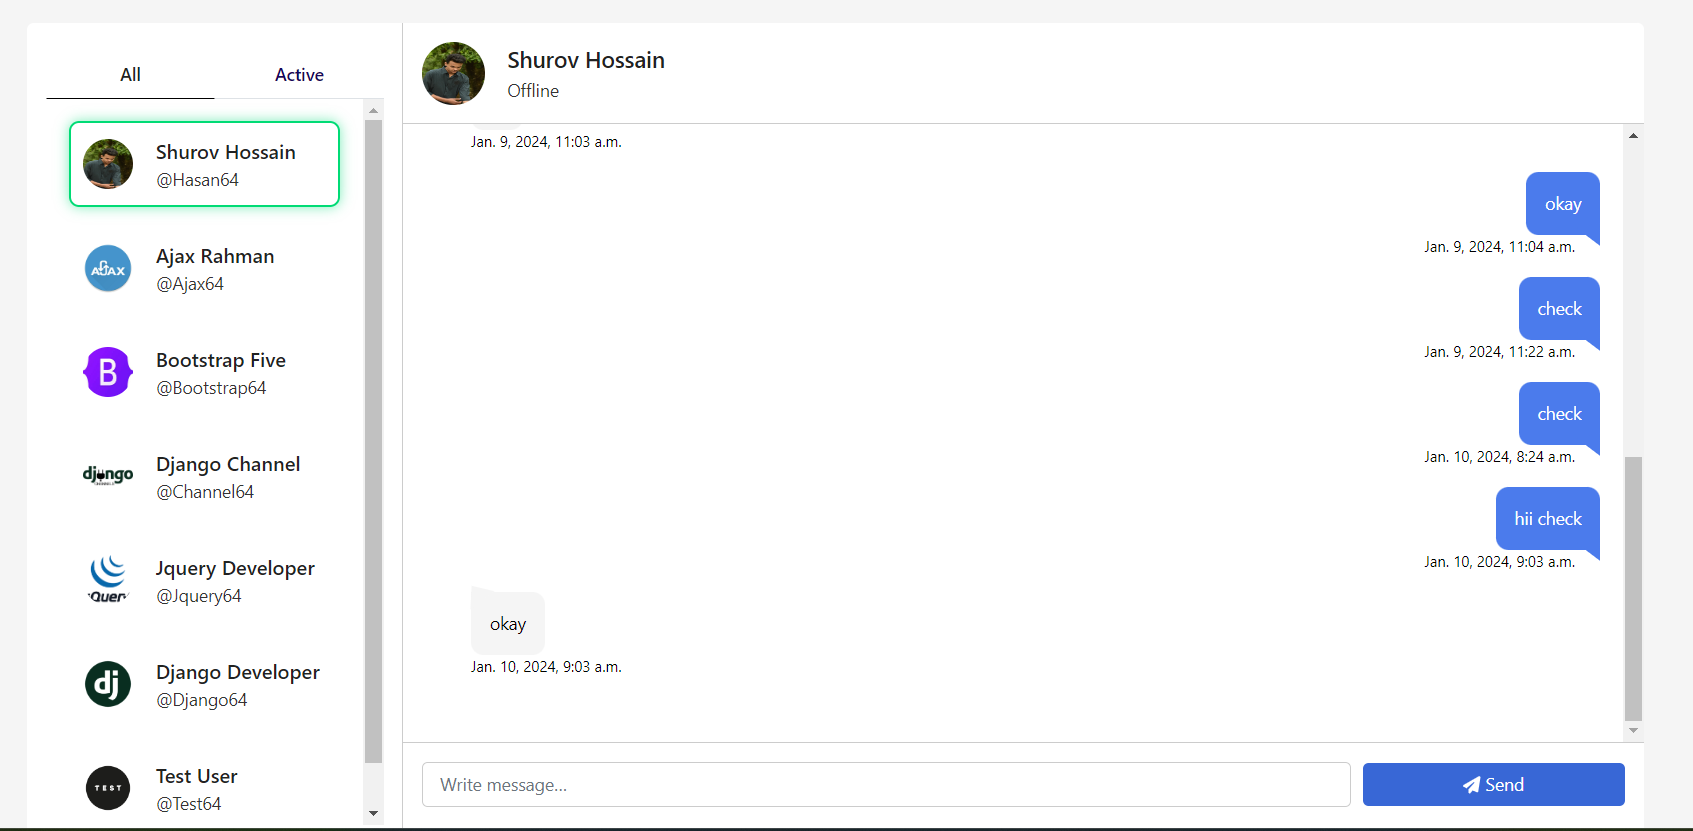 All
Active
Shurov Hossain
@Hasan64
AJAX
Ajax Rahman
@Ajax64
B
Bootstrap Five
@Bootstrap64
django
Django Channel
@Channel64
Quer
Jquery Developer
@Jquery64
dj
Django Developer
@Django64
TEST
Test User
@Test64
Shurov Hossain
Offline
Jan. 9, 2024, 11:03 a.m.
okay
Jan. 9, 2024, 11:04 a.m.
check
Jan. 9, 2024, 11:22 a.m.
check
Jan. 10, 2024, 8:24 a.m.
hii check
Jan. 10, 2024, 9:03 a.m.
okay
Jan. 10, 2024, 9:03 a.m.
Write message...
Send